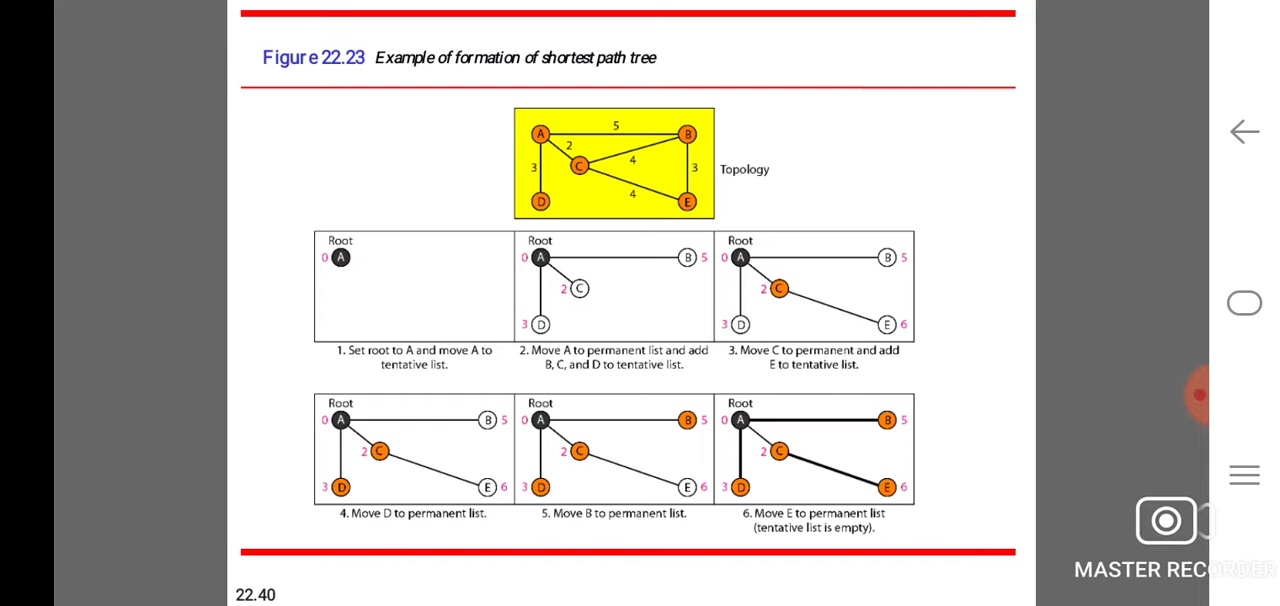 Figure 22.23 Example of formation of shortest path tree
A 5 B
2
3 C 4 3 Topology
4
D E
Root
0 A
Root
0 A B 5
2 C
3 D
Root
0 A B 5
2 C
3 D E 6
1. Set root to A and move A to
tentative list.
2. Move A to permanent list and add
B, C, and D to tentative list.
3. Move C to permanent and add
E to tentative list.
Root
0 A B 5
2 C
3 D E 6
Root
0 A B 5
2 C
3 D E 6
Root
0 A B 5
2 C
3 D E 6
4. Move D to permanent list.
5. Move B to permanent list.
6. Move E to permanent list
(tentative list is empty).
22.40
MASTER RECORDER